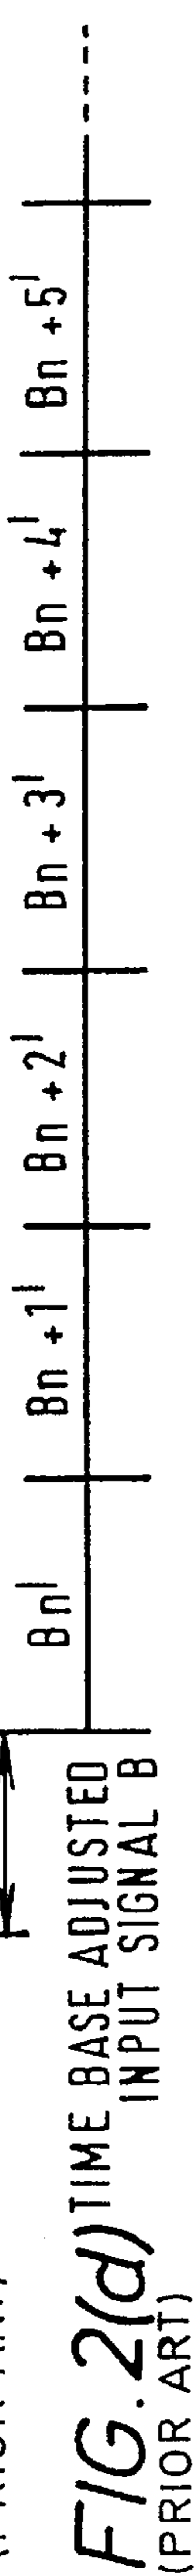 Bn' Bn +1' Bn +2' Bn +3' Bn +4' Bn +5'
FIG. 2(d) TIME BASE ADJUSTED
INPUT SIGNAL B
(PRIOR ART)